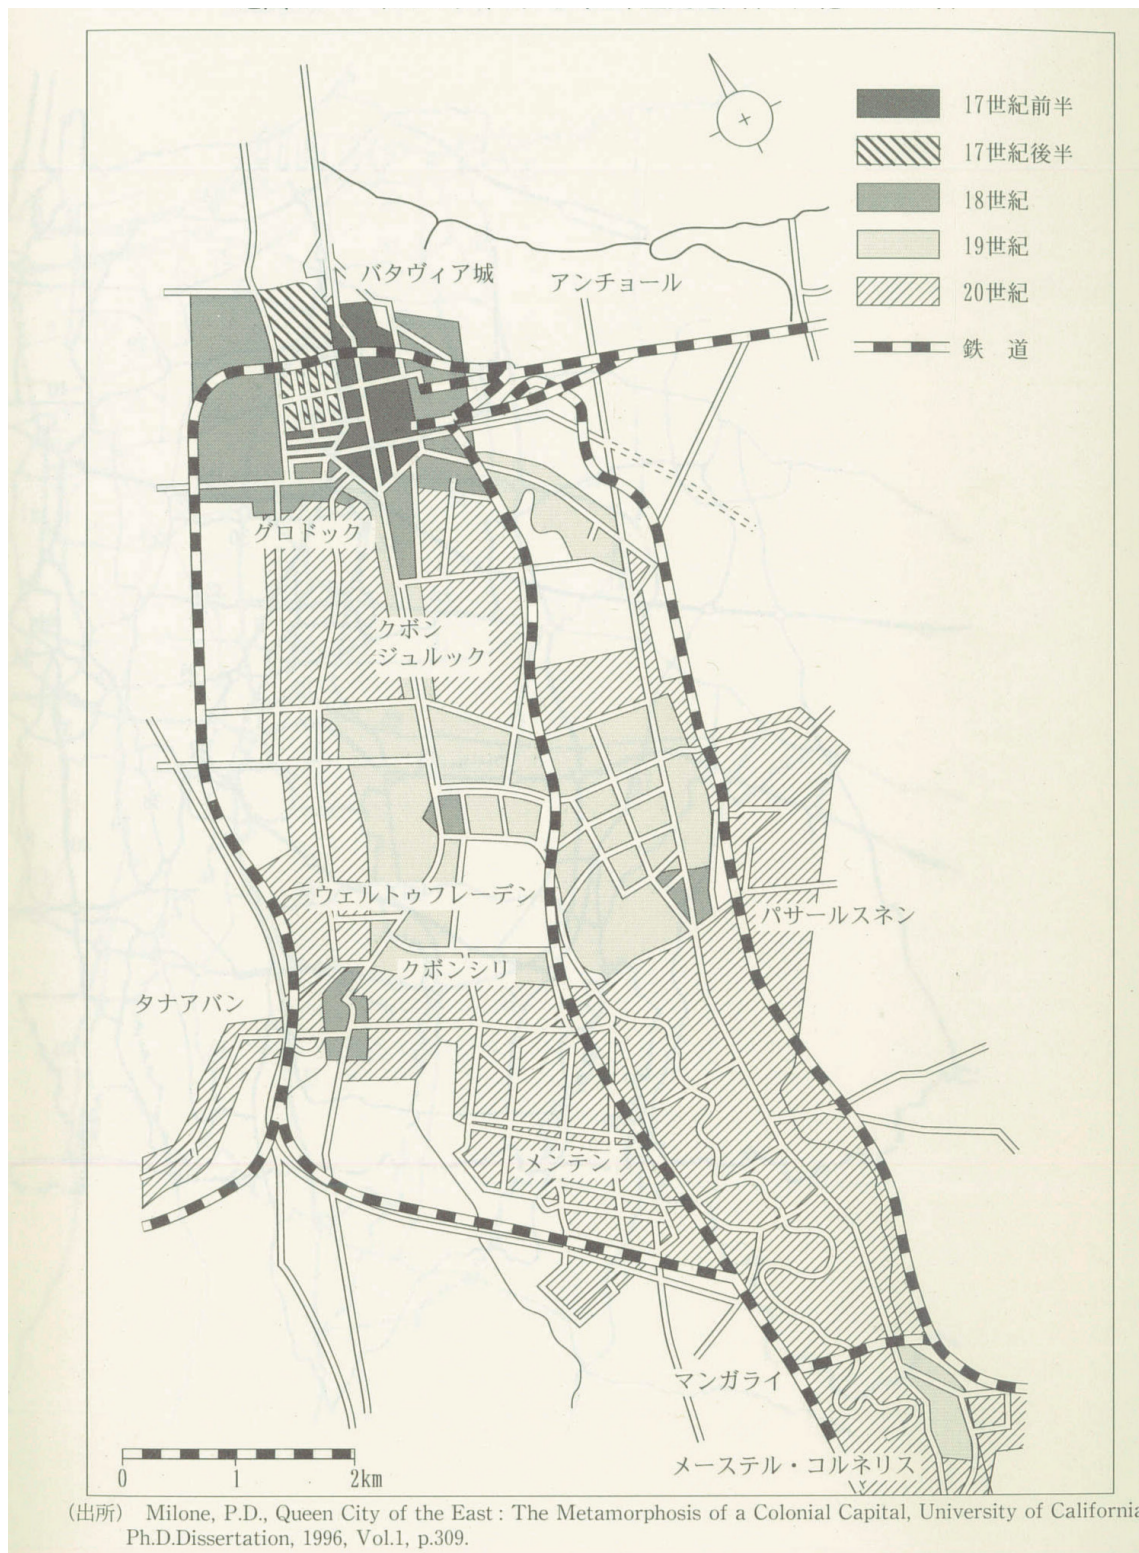 17世紀前半
17世紀後半
18世紀
19世紀
20世紀
鉄 道
バタヴィア城
アンチョール
グロドック
クボン
ジュルック
ウェルトゥフレーデン
パサールスネン
クボンシリ
タナアバン
メンテン
マンガライ
メーステル・コルネリス
0 1 2km
(出所) Milone, P.D., Queen City of the East : The Metamorphosis of a Colonial Capital, University of California
Ph.D.Dissertation, 1996, Vol.1, p.309.